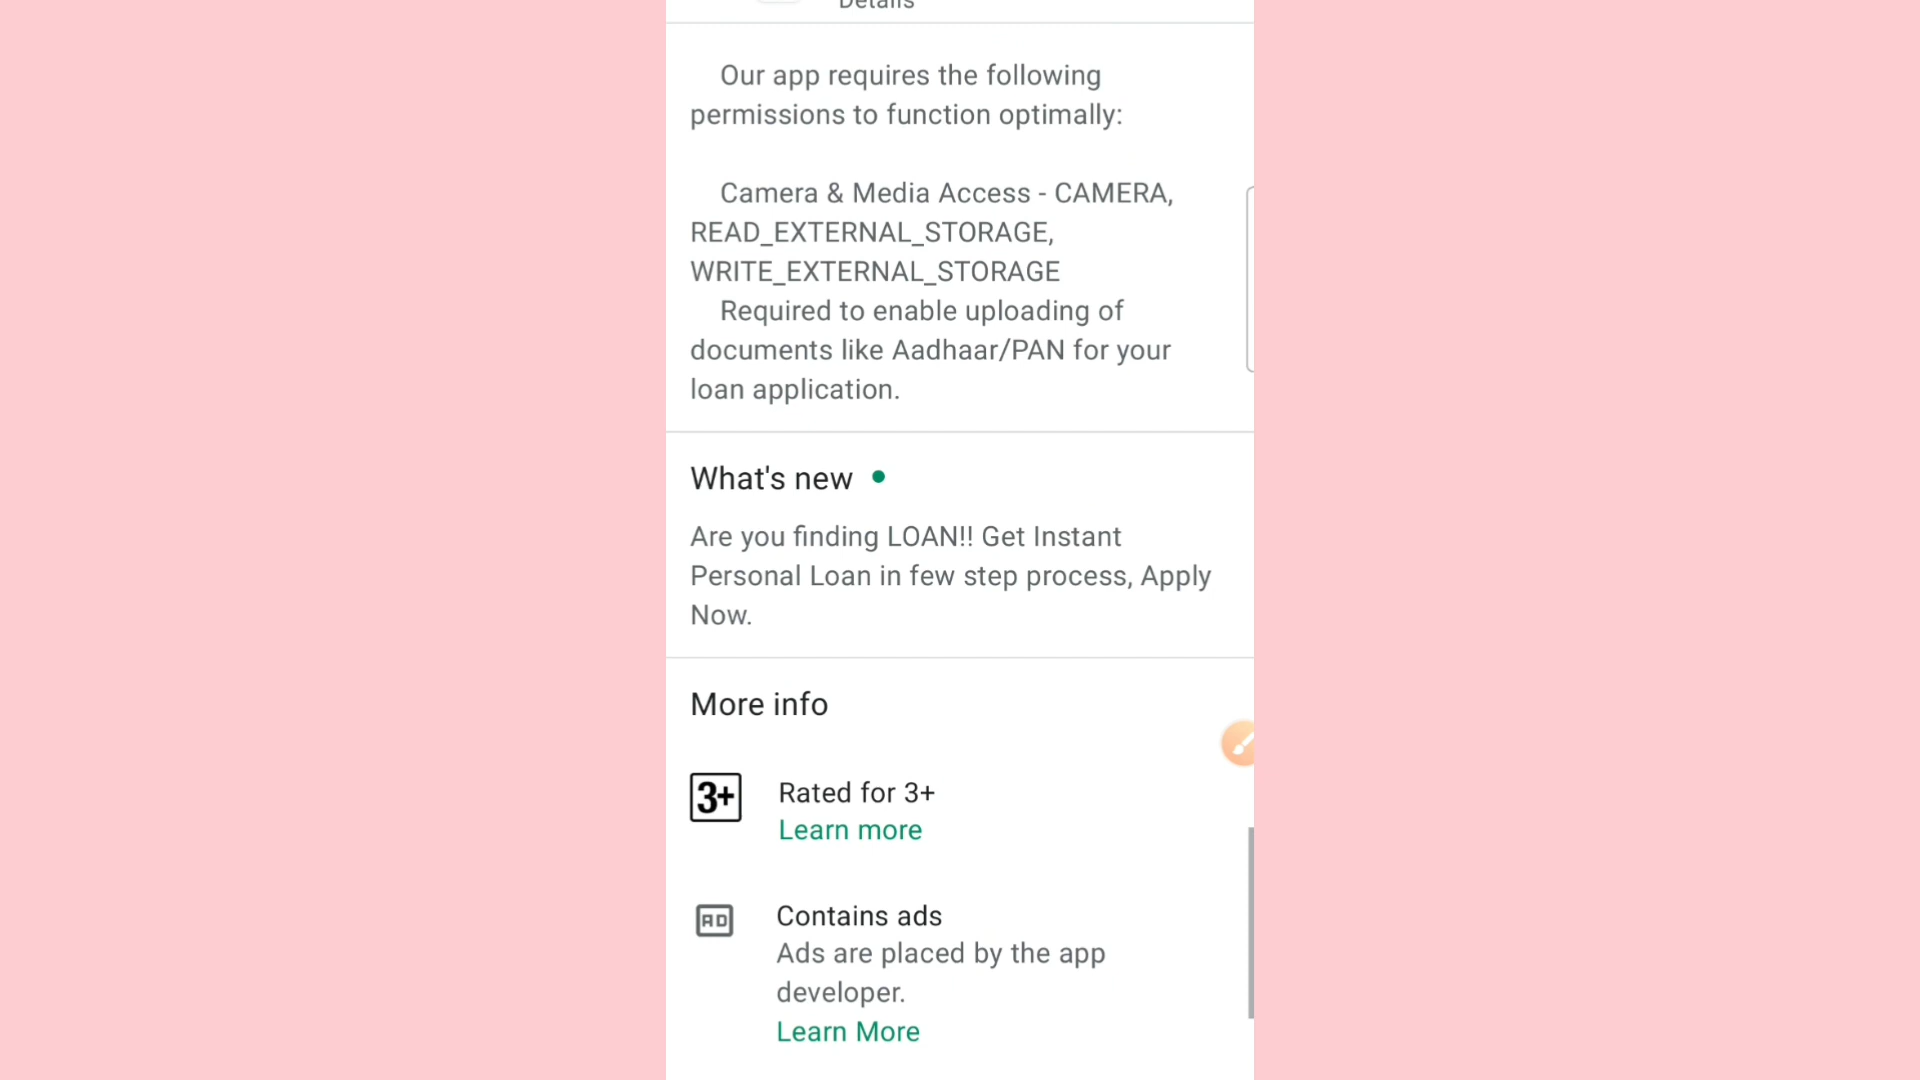 Details
Our app requires the following
permissions to function optimally:
Camera & Media Access - CAMERA,
READ_EXTERNAL_STORAGE,
WRITE_EXTERNAL_STORAGE
Required to enable uploading of
documents like Aadhaar/PAN for your
loan application.
What's new
Are you finding LOAN!! Get Instant
Personal Loan in few step process, Apply
Now.
More info
3+
Rated for 3+
Learn more
AD
Contains ads
Ads are placed by the app
developer.
Learn More